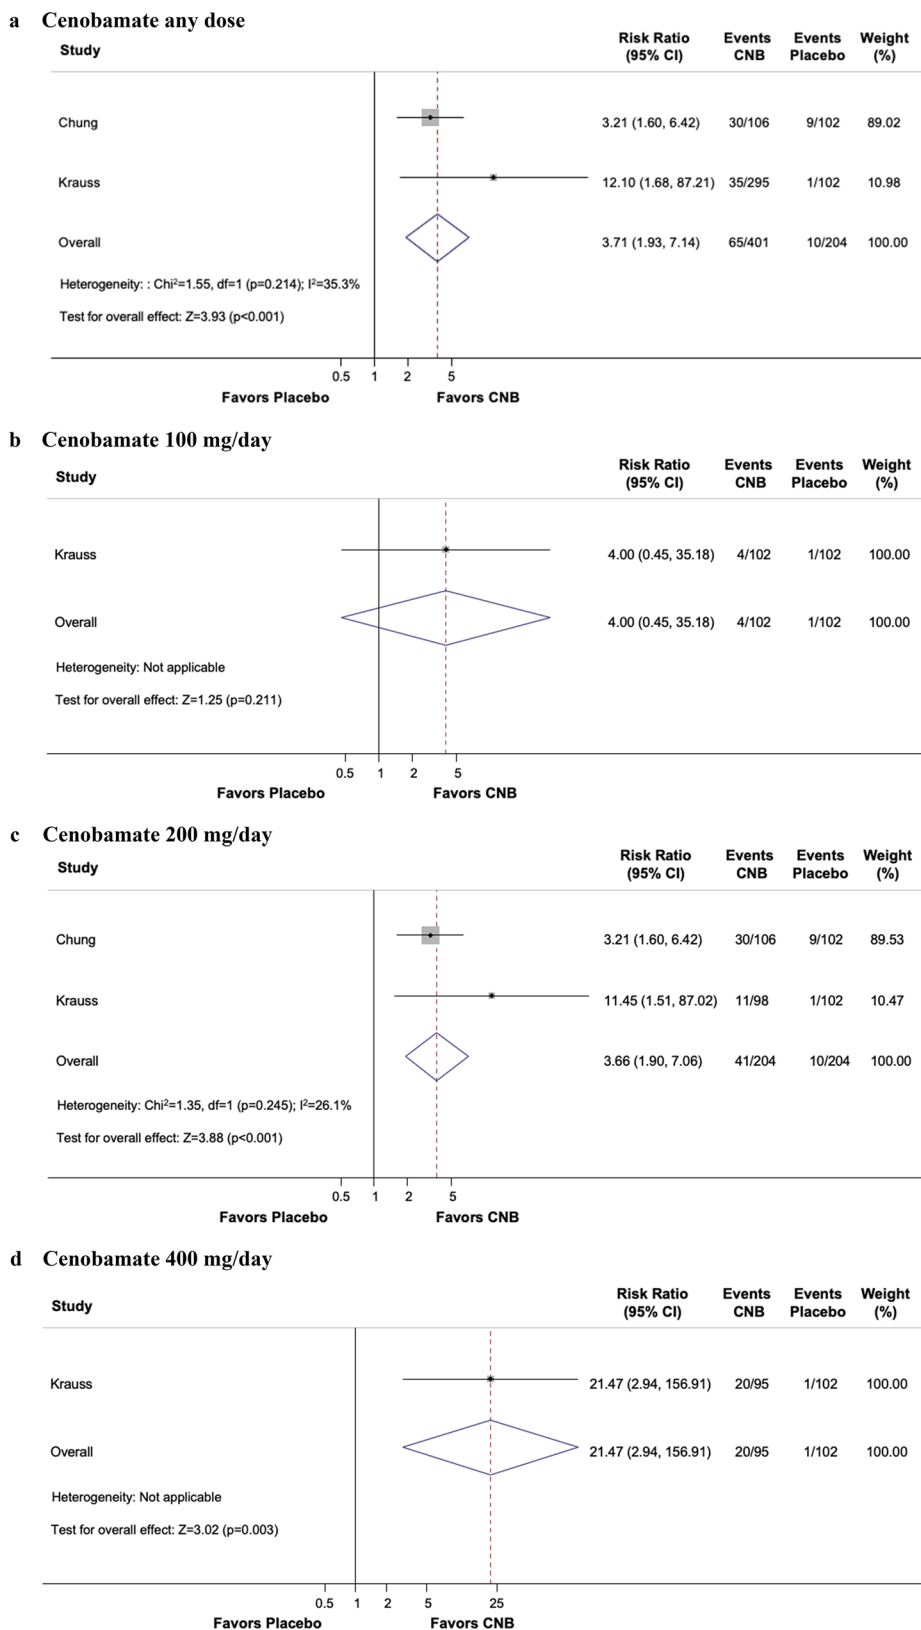 a Cenobamate any dose
Study Risk Ratio (95% CI) Events CNB Events Placebo Weight (%)
Chung 3.21 (1.60, 6.42) 30/106 9/102 89.02
Krauss 12.10 (1.68, 87.21) 35/295 1/102 10.98
Overall 3.71 (1.93, 7.14) 65/401 10/204 100.00
Heterogeneity: : Chi²=1.55, df=1 (p=0.214); I²=35.3%
Test for overall effect: Z=3.93 (p<0.001)
0.5 1 2 5
Favors Placebo Favors CNB
b Cenobamate 100 mg/day
Study Risk Ratio (95% CI) Events CNB Events Placebo Weight (%)
Krauss 4.00 (0.45, 35.18) 4/102 1/102 100.00
Overall 4.00 (0.45, 35.18) 4/102 1/102 100.00
Heterogeneity: Not applicable
Test for overall effect: Z=1.25 (p=0.211)
0.5 1 2 5
Favors Placebo Favors CNB
c Cenobamate 200 mg/day
Study Risk Ratio (95% CI) Events CNB Events Placebo Weight (%)
Chung 3.21 (1.60, 6.42) 30/106 9/102 89.53
Krauss 11.45 (1.51, 87.02) 11/98 1/102 10.47
Overall 3.66 (1.90, 7.06) 41/204 10/204 100.00
Heterogeneity: Chi²=1.35, df=1 (p=0.245); I²=26.1%
Test for overall effect: Z=3.88 (p<0.001)
0.5 1 2 5
Favors Placebo Favors CNB
d Cenobamate 400 mg/day
Study Risk Ratio (95% CI) Events CNB Events Placebo Weight (%)
Krauss 21.47 (2.94, 156.91) 20/95 1/102 100.00
Overall 21.47 (2.94, 156.91) 20/95 1/102 100.00
Heterogeneity: Not applicable
Test for overall effect: Z=3.02 (p=0.003)
0.5 1 2 5 25
Favors Placebo Favors CNB